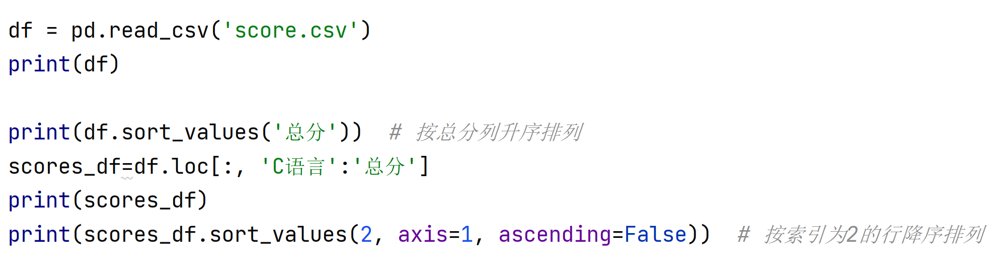 df = pd.read_csv('score.csv')
print(df)
print(df.sort_values('总分'))  # 按总分列升序排列
scores_df=df.loc[:, 'C语言':'总分']
print(scores_df)
print(scores_df.sort_values(2, axis=1, ascending=False))  # 按索引为2的行降序排列